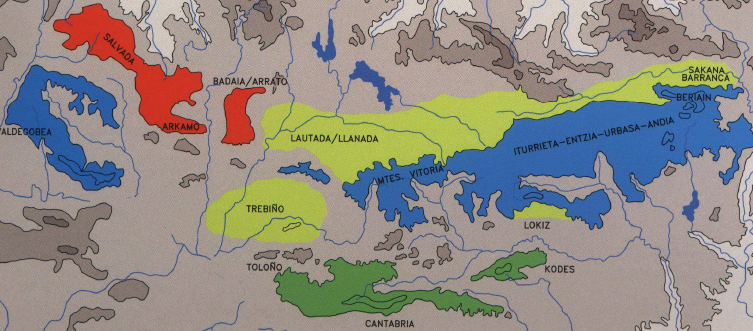 SALVADA
BADAIA/ARRATO
SAKANA
BARRANCA
BERIAIN
ARKAMO
ALDEGOBEA
LAUTADA/LLANADA
ITURRIETA-ENTZIA-URBASA-ANDIA
MTES. VITORIA
TREBIÑO
LOKIZ
TOLOÑO
KODES
CANTABRIA